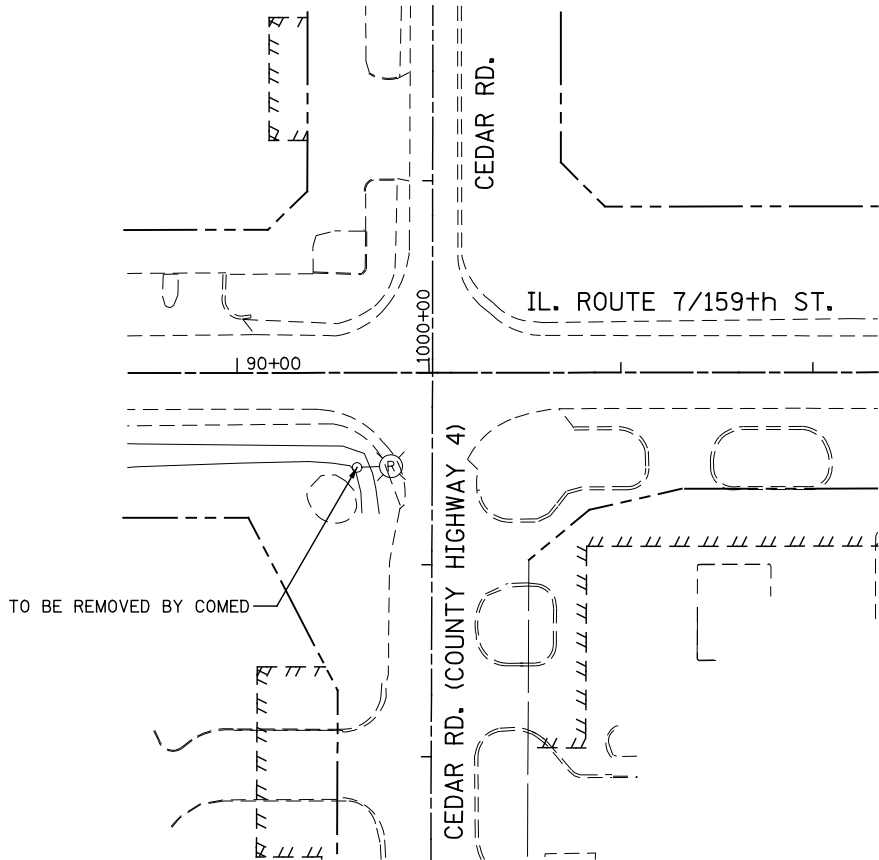 CEDAR RD.
IL. ROUTE 7/159th ST.
1000+00
90+00
CEDAR RD. (COUNTY HIGHWAY 4)
R
TO BE REMOVED BY COMED